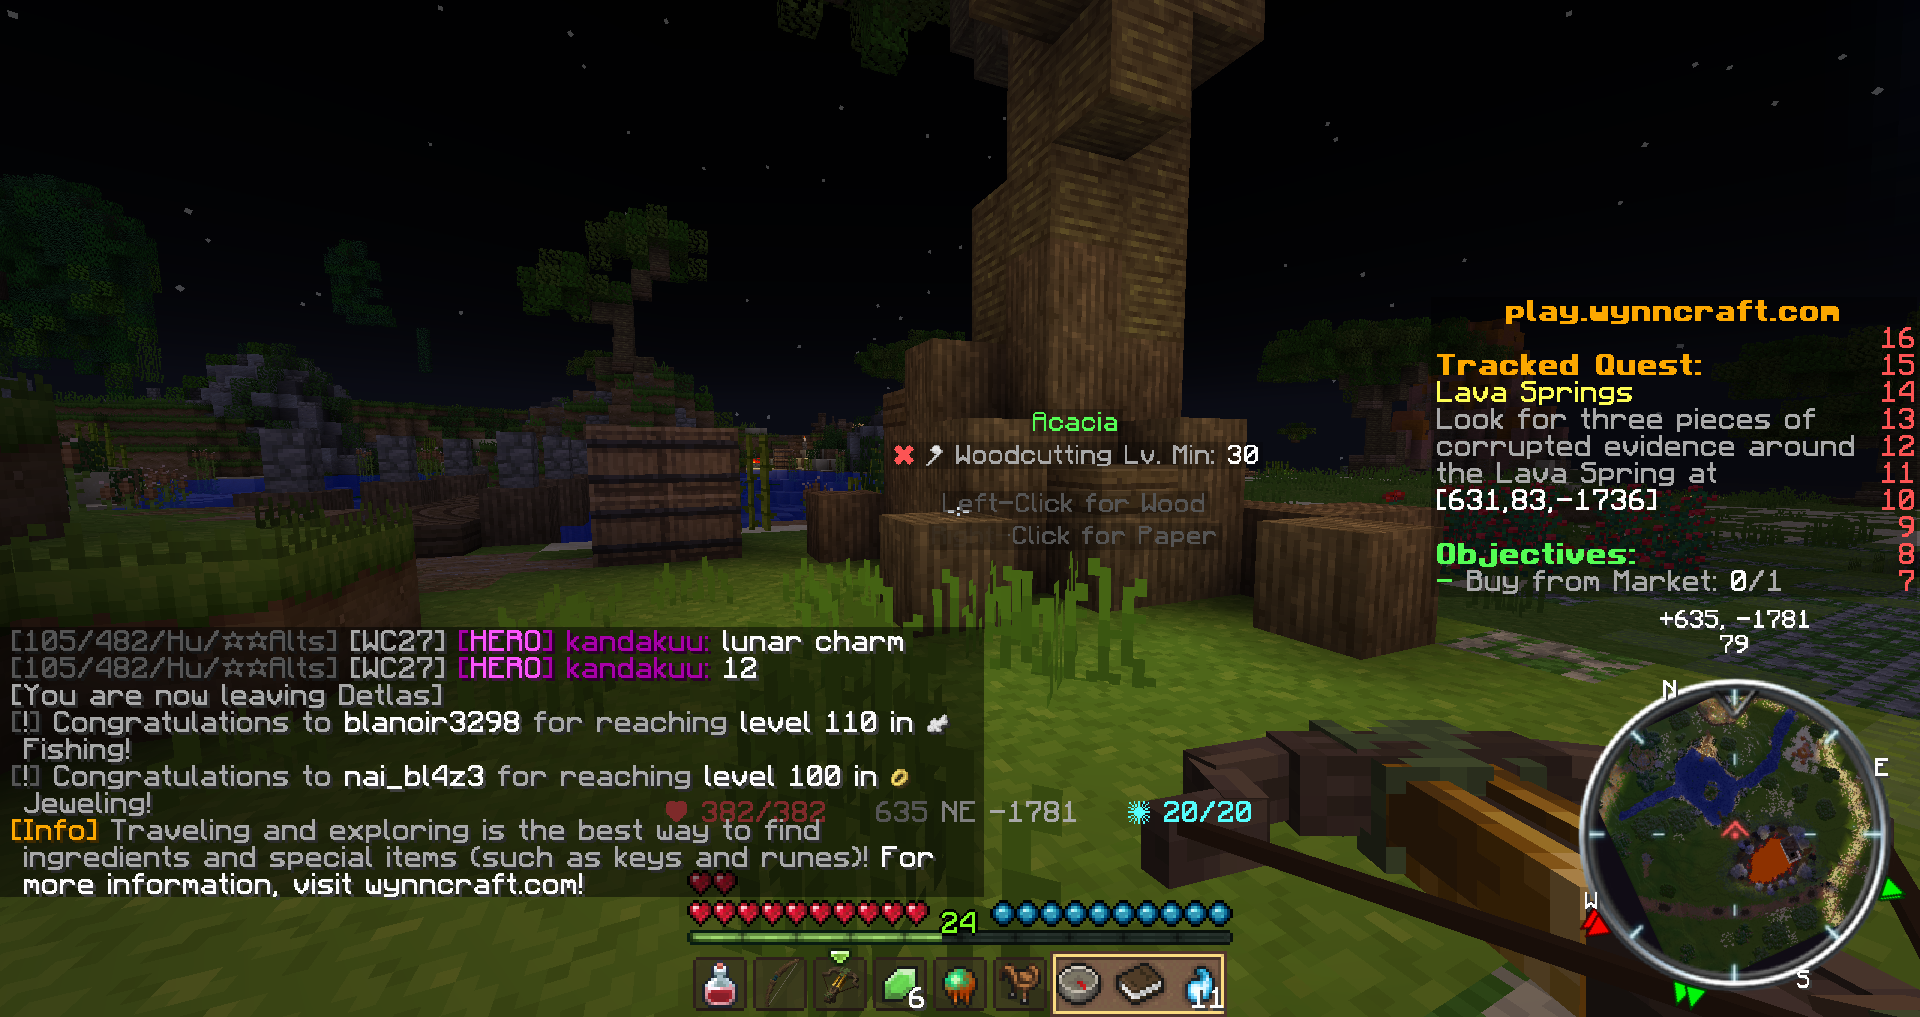 play.wynncraft.com
16
Tracked Quest: 15
Lava Springs 14
Look for three pieces of 13
corrupted evidence around 12
the Lava Spring at 11
[631,83,-1736] 10
9
Objectives: 8
- Buy from Market: 0/1 7
+635, -1781
79
N
E
W
S
Acacia
✖ Woodcutting Lv. Min: 30
Left-Click for Wood
Click for Paper
[105/482/Hu/☆☆Alts] [WC27] [HERO] kandakuu: lunar charm
[105/482/Hu/☆☆Alts] [WC27] [HERO] kandakuu: 12
[You are now leaving Detlas]
[!] Congratulations to blanoir3298 for reaching level 110 in
Fishing!
[!] Congratulations to nai_bl4z3 for reaching level 100 in
Jeweling!
[Info] Traveling and exploring is the best way to find
ingredients and special items (such as keys and runes)! For
more information, visit wynncraft.com!
382/382 635 NE -1781 20/20
24
6
11